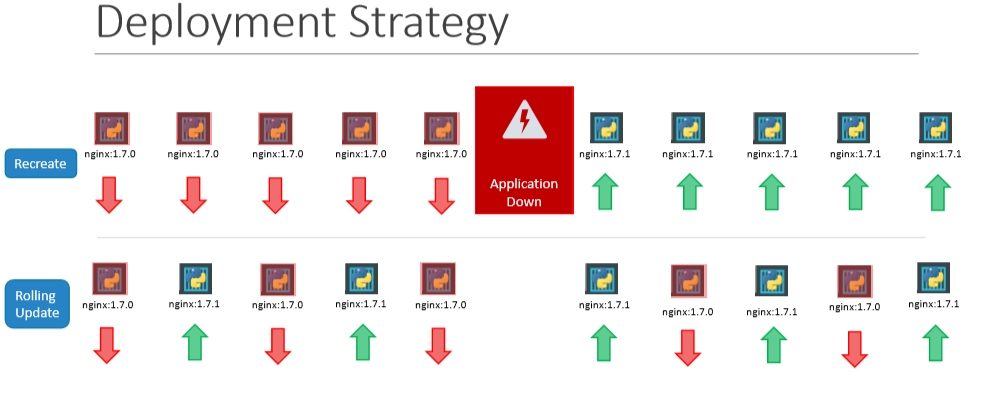 Deployment Strategy
nginx:1.7.0 nginx:1.7.0 nginx:1.7.0 nginx:1.7.0 nginx:1.7.0 nginx:1.7.1 nginx:1.7.1 nginx:1.7.1 nginx:1.7.1 nginx:1.7.1
Recreate
Application
Down
Rolling
Update
nginx:1.7.0 nginx:1.7.1 nginx:1.7.0 nginx:1.7.1 nginx:1.7.0 nginx:1.7.1 nginx:1.7.0 nginx:1.7.1 nginx:1.7.0 nginx:1.7.1